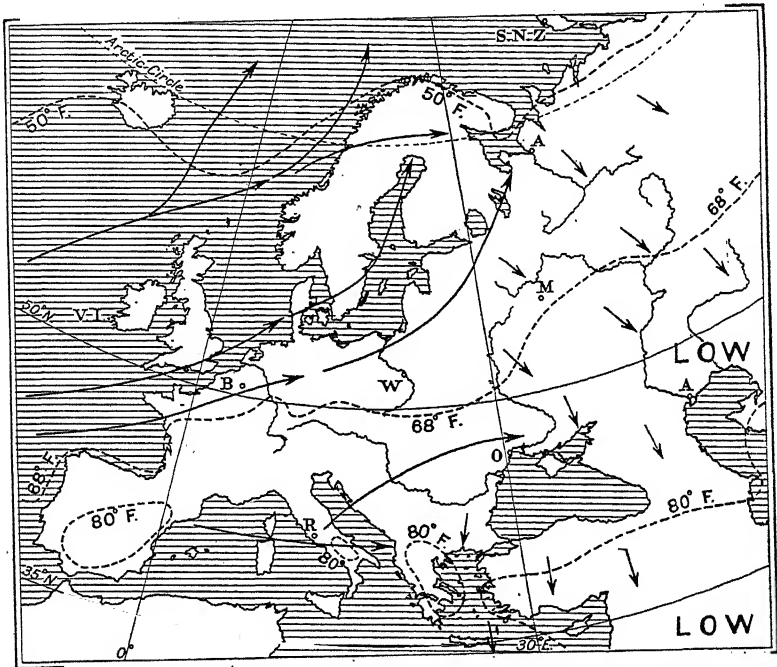 S-N-Z
Arctic Circle
50° F.
50° F.
A
68° F.
50°N
V-I.
M
LOW
B
W
A
68° F.
68° F.
O
80° F.
80° F.
R
80°
80° F.
35°N
LOW
0°
30°E.